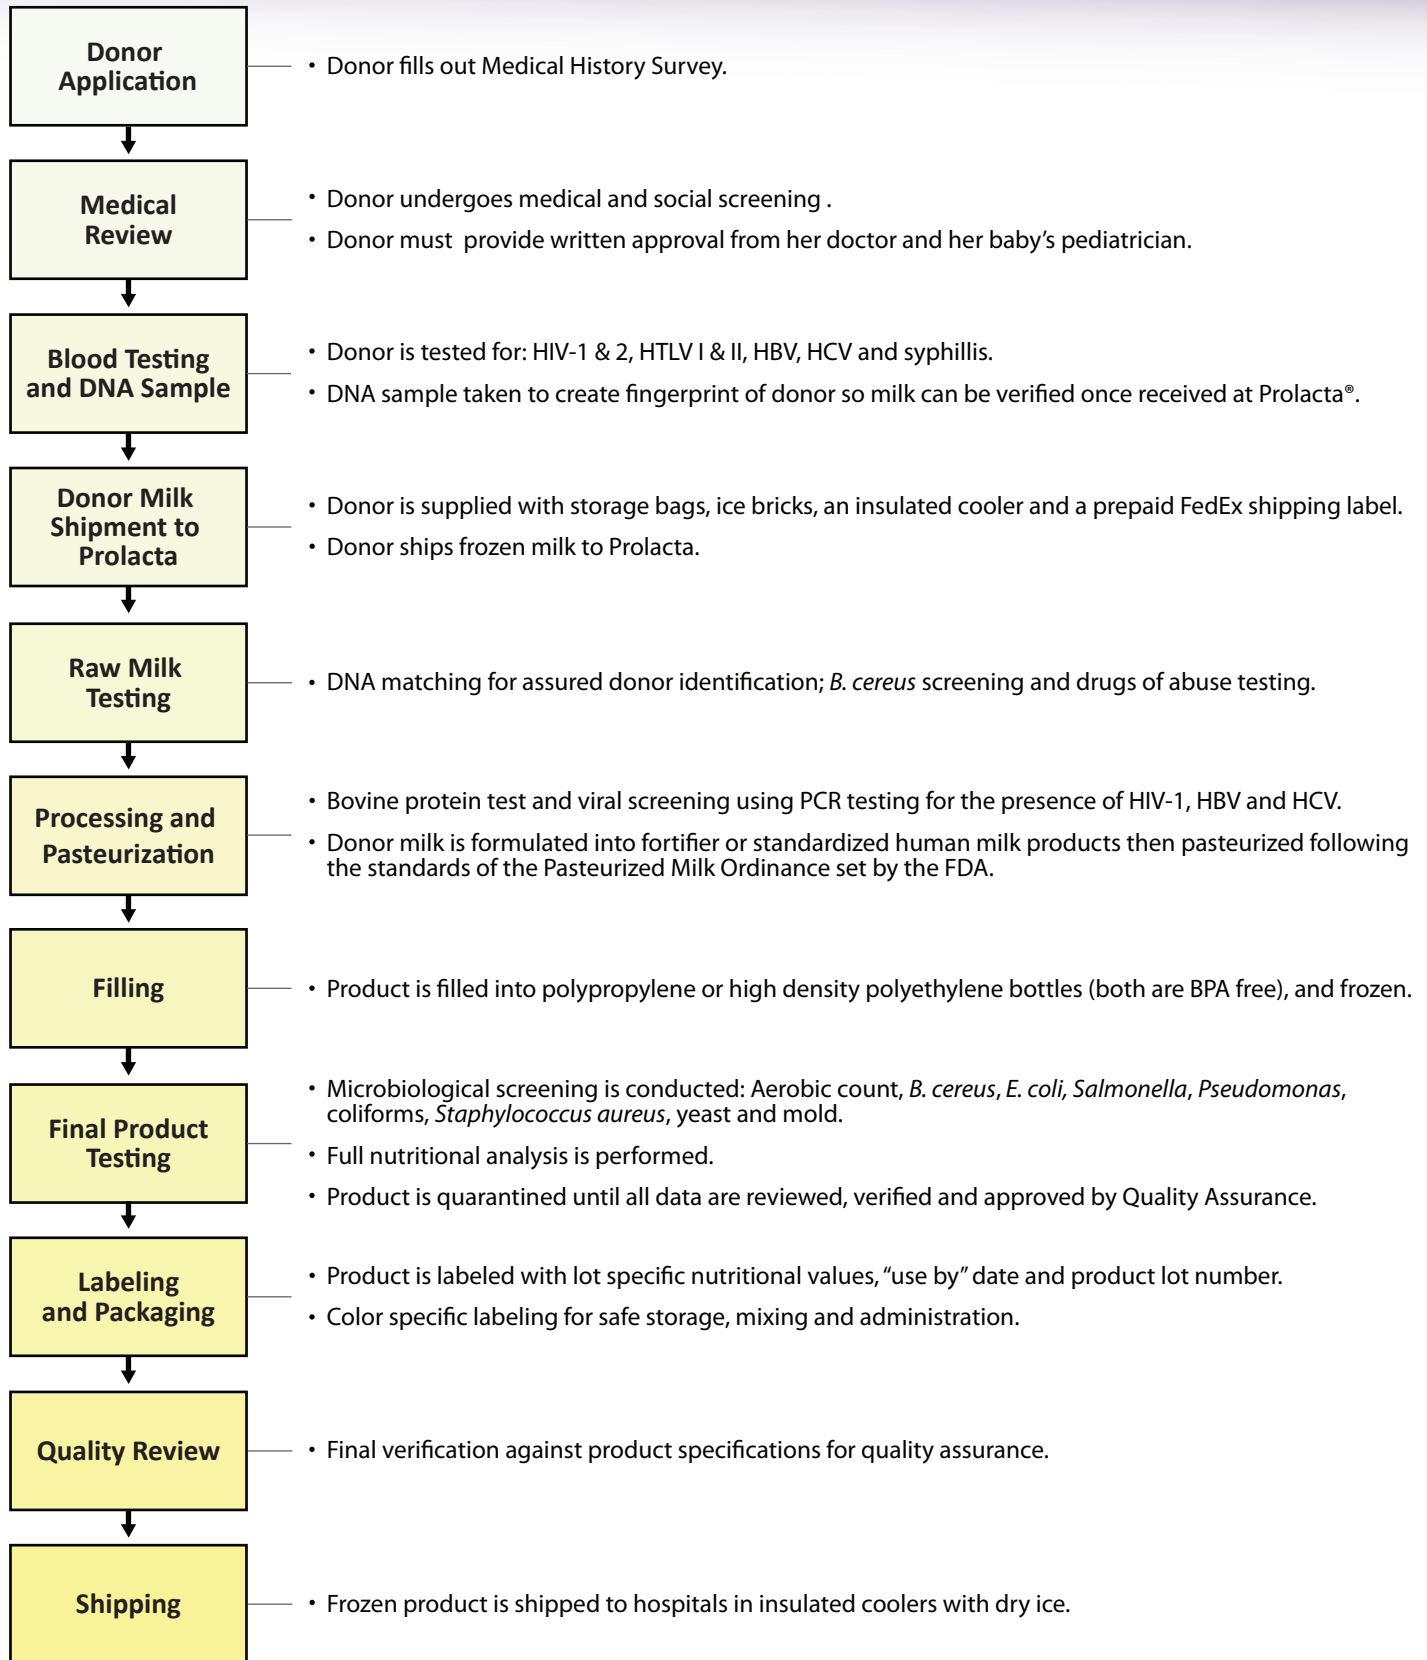 Donor
Application
• Donor fills out Medical History Survey.
Medical
Review
• Donor undergoes medical and social screening .
• Donor must  provide written approval from her doctor and her baby’s pediatrician.
Blood Testing
and DNA Sample
• Donor is tested for: HIV-1 & 2, HTLV I & II, HBV, HCV and syphillis.
• DNA sample taken to create fingerprint of donor so milk can be verified once received at Prolacta®.
Donor Milk
Shipment to
Prolacta
• Donor is supplied with storage bags, ice bricks, an insulated cooler and a prepaid FedEx shipping label.
• Donor ships frozen milk to Prolacta.
Raw Milk
Testing
• DNA matching for assured donor identification; B. cereus screening and drugs of abuse testing.
Processing and
Pasteurization
• Bovine protein test and viral screening using PCR testing for the presence of HIV-1, HBV and HCV.
• Donor milk is formulated into fortifier or standardized human milk products then pasteurized following
the standards of the Pasteurized Milk Ordinance set by the FDA.
Filling
• Product is filled into polypropylene or high density polyethylene bottles (both are BPA free), and frozen.
Final Product
Testing
• Microbiological screening is conducted: Aerobic count, B. cereus, E. coli, Salmonella, Pseudomonas,
coliforms, Staphylococcus aureus, yeast and mold.
• Full nutritional analysis is performed.
• Product is quarantined until all data are reviewed, verified and approved by Quality Assurance.
Labeling
and Packaging
• Product is labeled with lot specific nutritional values, “use by” date and product lot number.
• Color specific labeling for safe storage, mixing and administration.
Quality Review
• Final verification against product specifications for quality assurance.
Shipping
• Frozen product is shipped to hospitals in insulated coolers with dry ice.